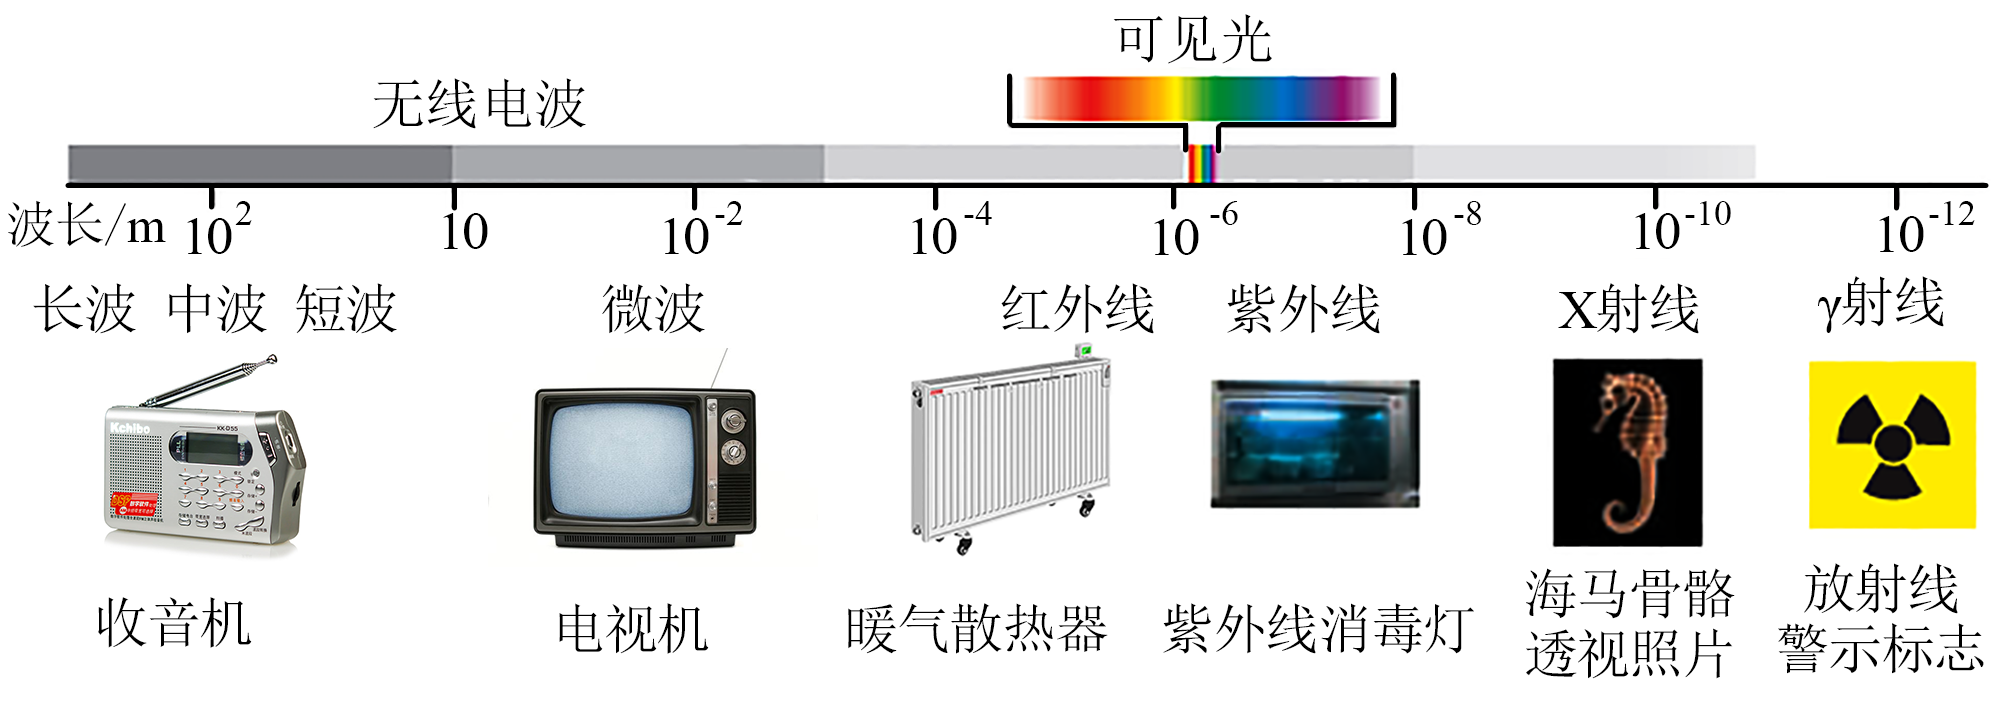 可见光
无线电波
波长/m 10² 10 10⁻² 10⁻⁴ 10⁻⁶ 10⁻⁸ 10⁻¹⁰ 10⁻¹²
长波 中波 短波 微波 红外线 紫外线 X射线 γ射线
Kchibo
KK-D55
收音机 电视机 暖气散热器 紫外线消毒灯
海马骨骼
透视照片
放射线
警示标志